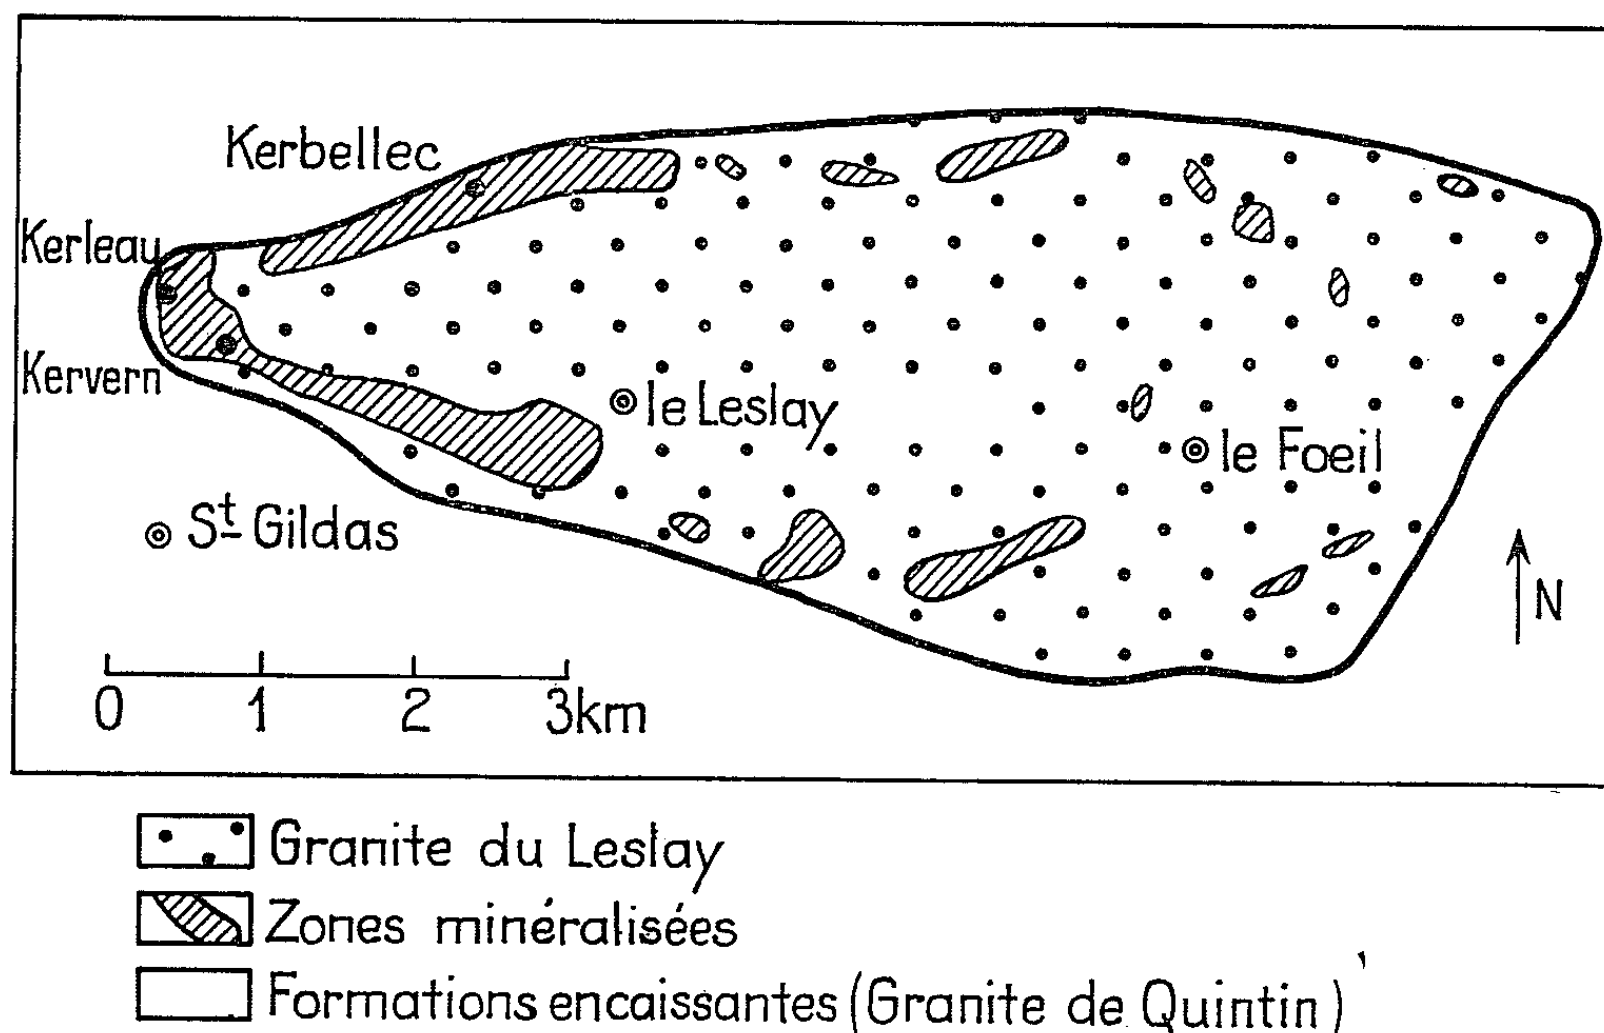 Kerbellec
Kerleau
Kervern
le Leslay
le Foeil
St Gildas
N
0 1 2 3km
Granite du Leslay
Zones minéralisées
Formations encaissantes (Granite de Quintin)